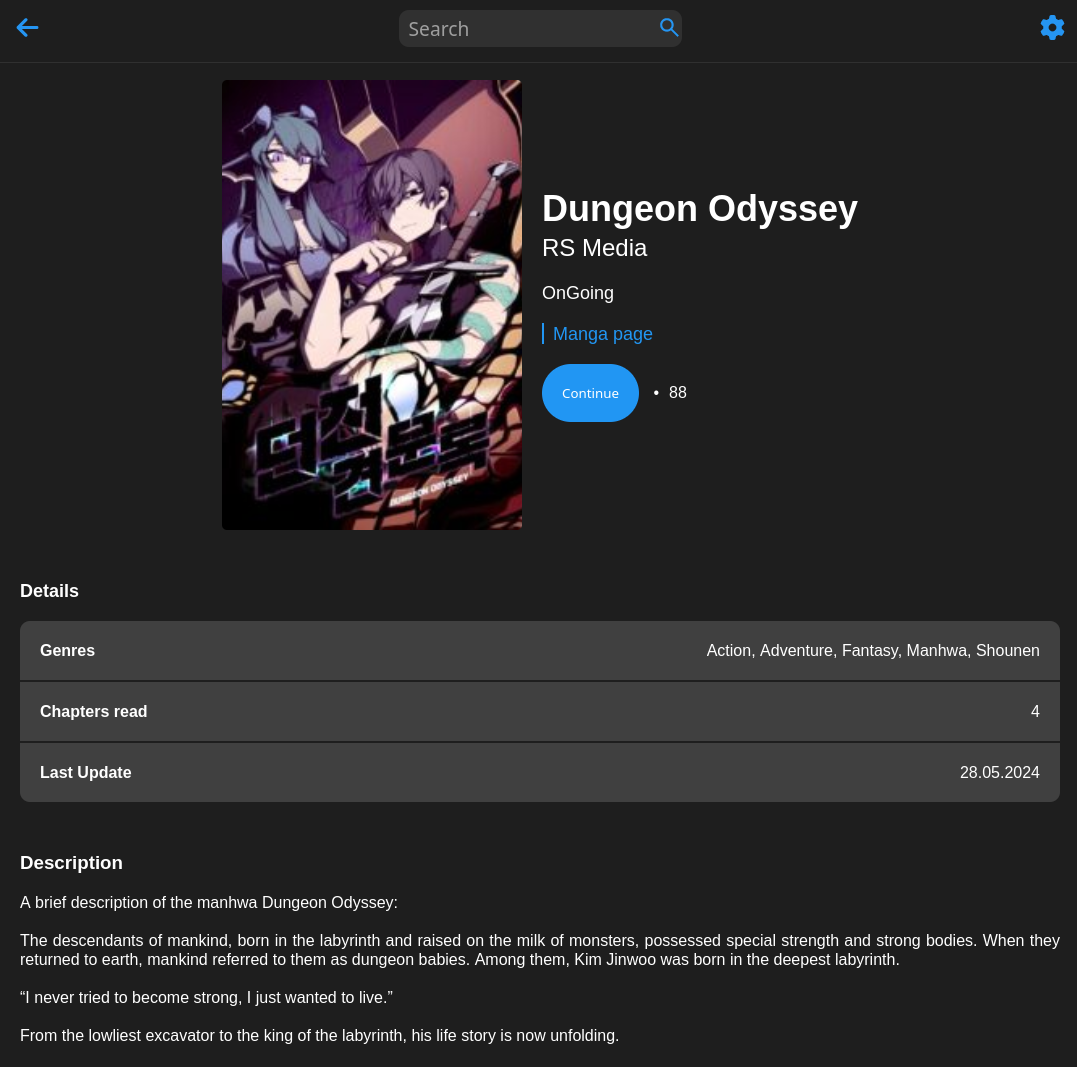 Search
던전
격문록
DUNGEON ODYSSEY
Dungeon Odyssey
RS Media
OnGoing
Manga page
Continue • 88
Details
Genres Action, Adventure, Fantasy, Manhwa, Shounen
Chapters read 4
Last Update 28.05.2024
Description
A brief description of the manhwa Dungeon Odyssey:
The descendants of mankind, born in the labyrinth and raised on the milk of monsters, possessed special strength and strong bodies. When they
returned to earth, mankind referred to them as dungeon babies. Among them, Kim Jinwoo was born in the deepest labyrinth.
“I never tried to become strong, I just wanted to live.”
From the lowliest excavator to the king of the labyrinth, his life story is now unfolding.